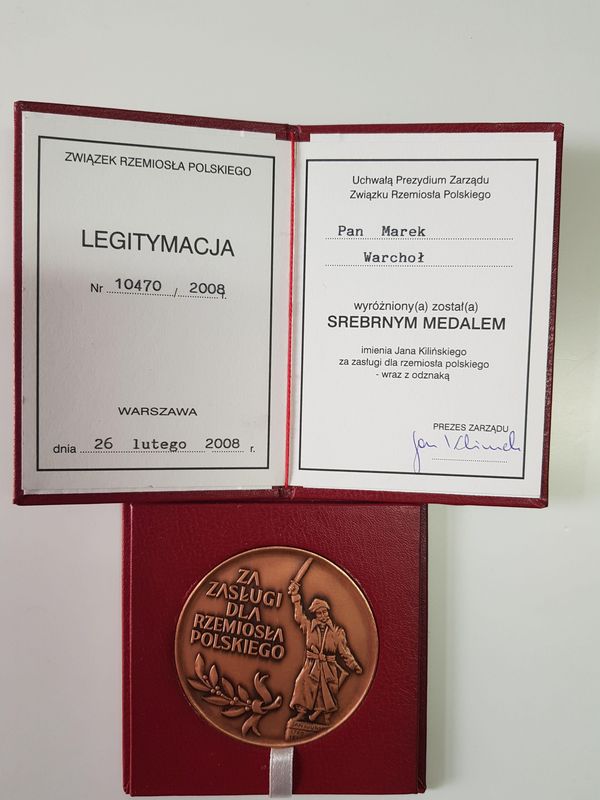 ZWIĄZEK RZEMIOSŁA POLSKIEGO
LEGITYMACJA
Nr 10470 / 2008 r.
WARSZAWA
dnia 26 lutego 2008 r.
Uchwałą Prezydium Zarządu
Związku Rzemiosła Polskiego
Pan Marek
Warchoł
wyróżniony(a) został(a)
SREBRNYM MEDALEM
imienia Jana Kilińskiego
za zasługi dla rzemiosła polskiego
- wraz z odznaką
PREZES ZARZĄDU
ZA
ZASŁUGI
DLA
RZEMIOSŁA
POLSKIEGO